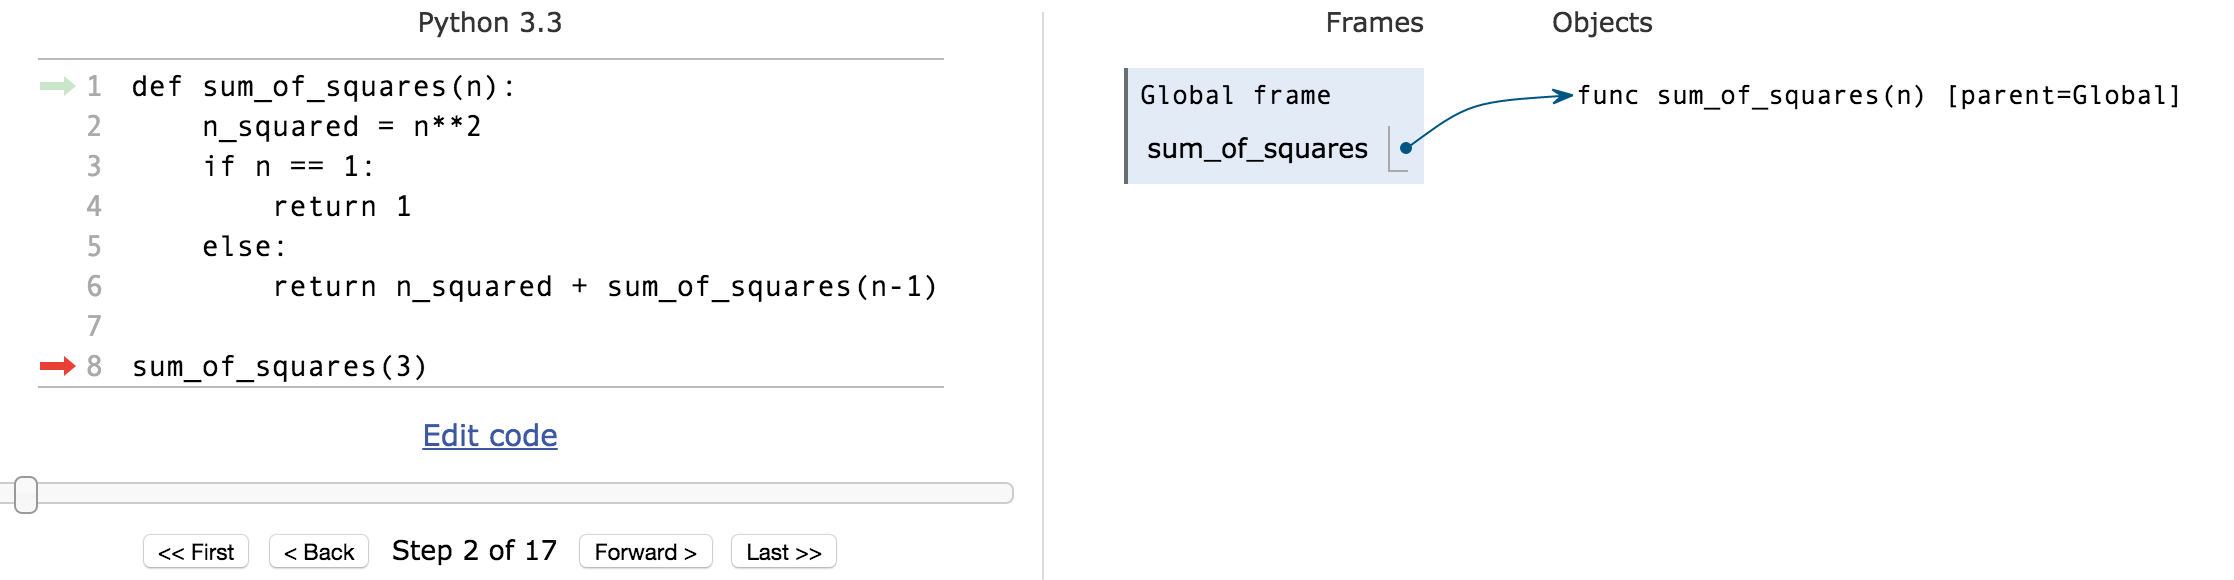 Python 3.3
1 def sum_of_squares(n):
2     n_squared = n**2
3     if n == 1:
4         return 1
5     else:
6         return n_squared + sum_of_squares(n-1)
7
8 sum_of_squares(3)
Edit code
<< First < Back Step 2 of 17 Forward > Last >>
Frames Objects
Global frame func sum_of_squares(n) [parent=Global]
sum_of_squares